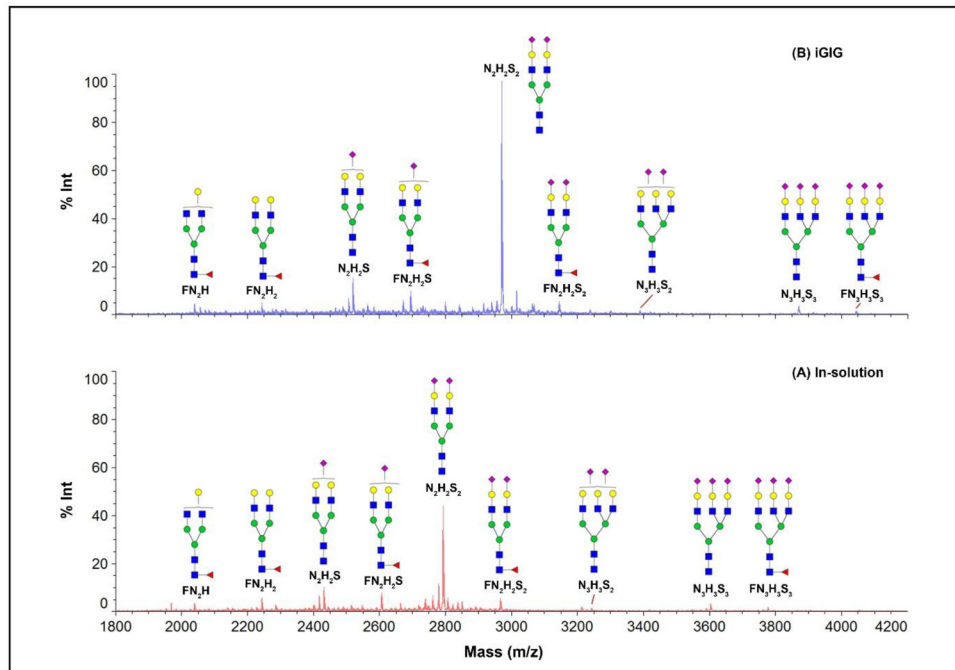 (B) iGIG
% Int
100
80
60
40
20
0
FN₂H
FN₂H₂
N₂H₂S
FN₂H₂S
N₂H₂S₂
FN₂H₂S₂
N₃H₃S₂
N₃H₃S₃
FN₃H₃S₃
(A) In-solution
% Int
100
80
60
40
20
0
FN₂H
FN₂H₂
N₂H₂S
FN₂H₂S
N₂H₂S₂
FN₂H₂S₂
N₃H₃S₂
N₃H₃S₃
FN₃H₃S₃
1800 2000 2200 2400 2600 2800 3000 3200 3400 3600 3800 4000 4200
Mass (m/z)